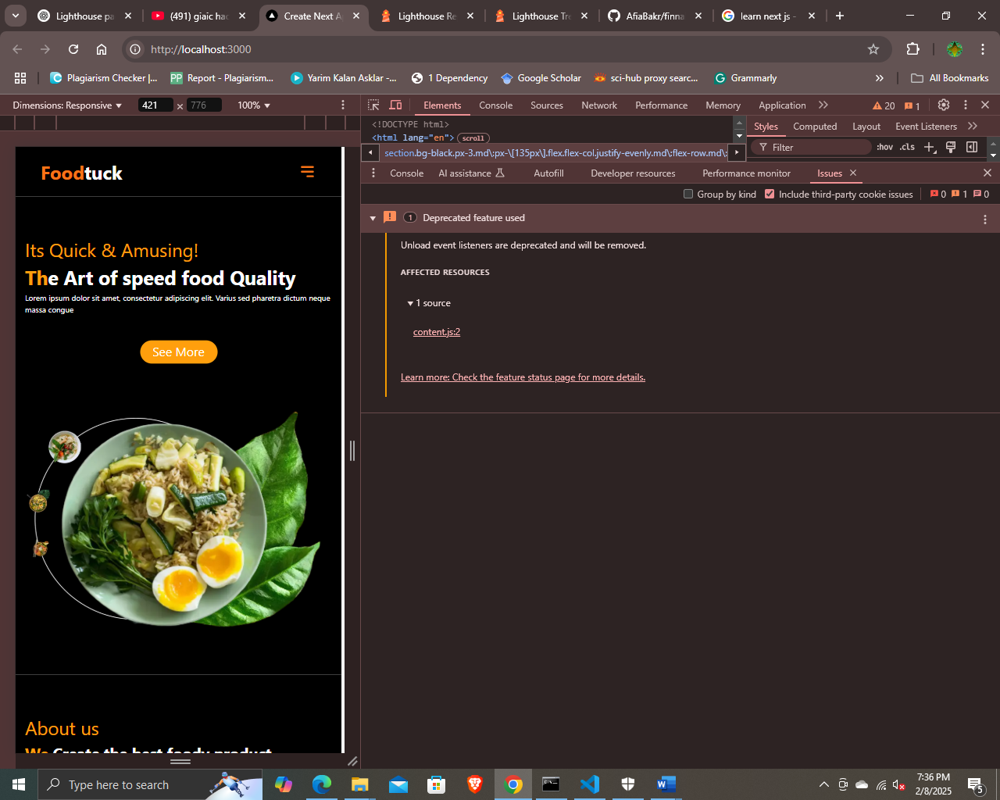 Lighthouse pa
(491) giaic hac
Create Next A
Lighthouse Re
Lighthouse Tre
AfiaBakr/finna
learn next js -
http://localhost:3000
Plagiarism Checker |...
Report - Plagiarism...
Yarim Kalan Asklar -...
1 Dependency
Google Scholar
sci-hub proxy searc...
Grammarly
All Bookmarks
Dimensions: Responsive 421 × 776 100%
Elements Console Sources Network Performance Memory Application 20 1
<!DOCTYPE html>
<html lang="en"> scroll
section.bg-black.px-3.md\:px-\[135px\].flex.flex-col.justify-evenly.md\:flex-row.md\:
Styles Computed Layout Event Listeners
Filter :hov .cls
Console AI assistance Autofill Developer resources Performance monitor Issues
Group by kind Include third-party cookie issues 0 1 0
1 Deprecated feature used
Unload event listeners are deprecated and will be removed.
AFFECTED RESOURCES
1 source
content.js:2
Learn more: Check the feature status page for more details.
Foodtuck
Its Quick & Amusing!
The Art of speed food Quality
Lorem ipsum dolor sit amet, consectetur adipiscing elit. Varius sed pharetra dictum neque
massa congue
See More
About us
We Create the best foody product
Type here to search
7:36 PM
2/8/2025
5